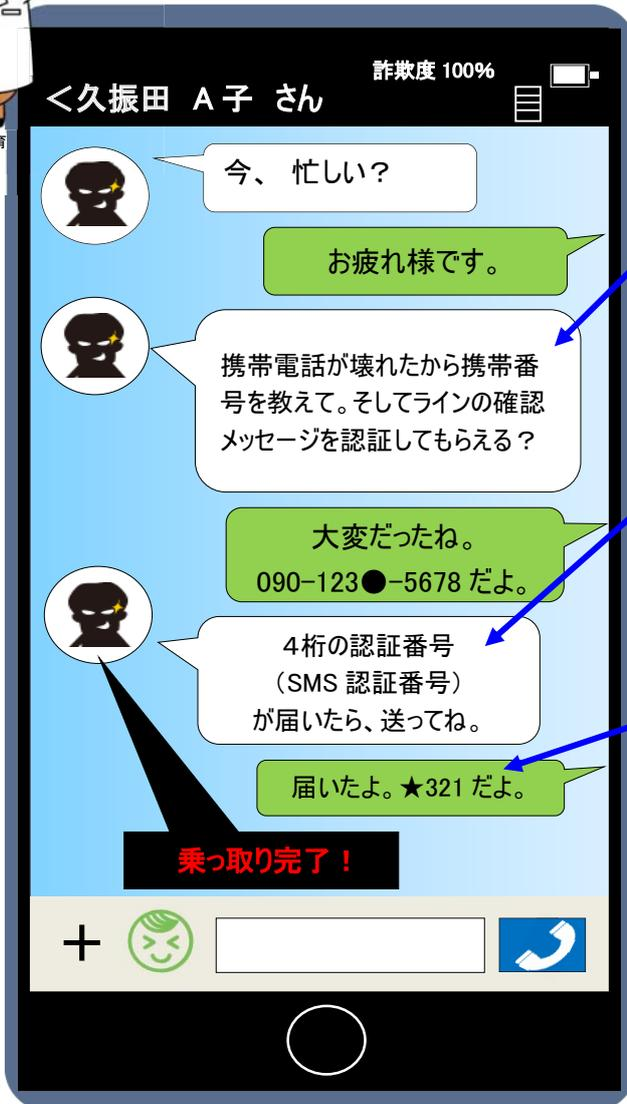 詐欺度 100%
＜久振田 A子 さん
今、 忙しい？
お疲れ様です。
携帯電話が壊れたから携帯番
号を教えて。そしてラインの確認
メッセージを認証してもらえる？
大変だったね。
090-123●-5678 だよ。
４桁の認証番号
（SMS 認証番号）
が届いたら、送ってね。
届いたよ。★321 だよ。
乗っ取り完了！